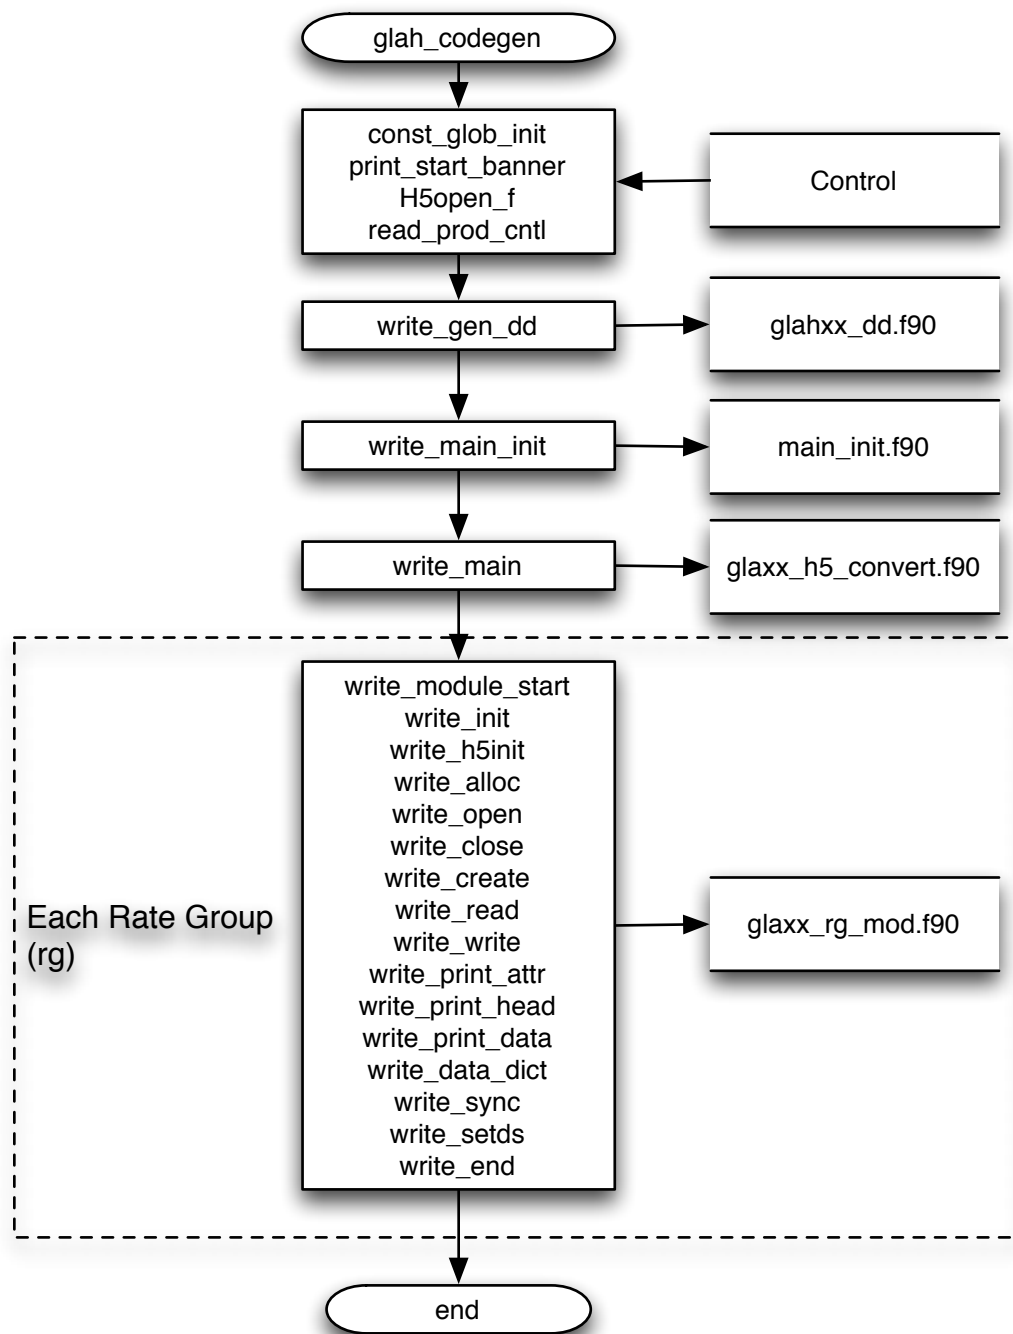 glah_codegen
const_glob_init
print_start_banner
H5open_f
read_prod_cntl
Control
write_gen_dd
glahxx_dd.f90
write_main_init
main_init.f90
write_main
glaxx_h5_convert.f90
write_module_start
write_init
write_h5init
write_alloc
write_open
write_close
write_create
write_read
write_write
write_print_attr
write_print_head
write_print_data
write_data_dict
write_sync
write_setds
write_end
Each Rate Group
(rg)
glaxx_rg_mod.f90
end